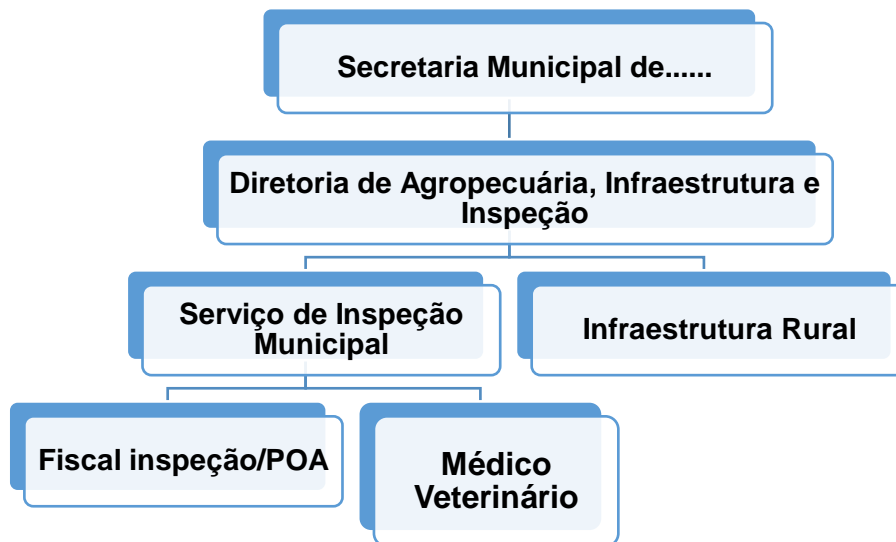 Secretaria Municipal de......
Diretoria de Agropecuária, Infraestrutura e
Inspeção
Serviço de Inspeção
Municipal
Infraestrutura Rural
Fiscal inspeção/POA
Médico
Veterinário